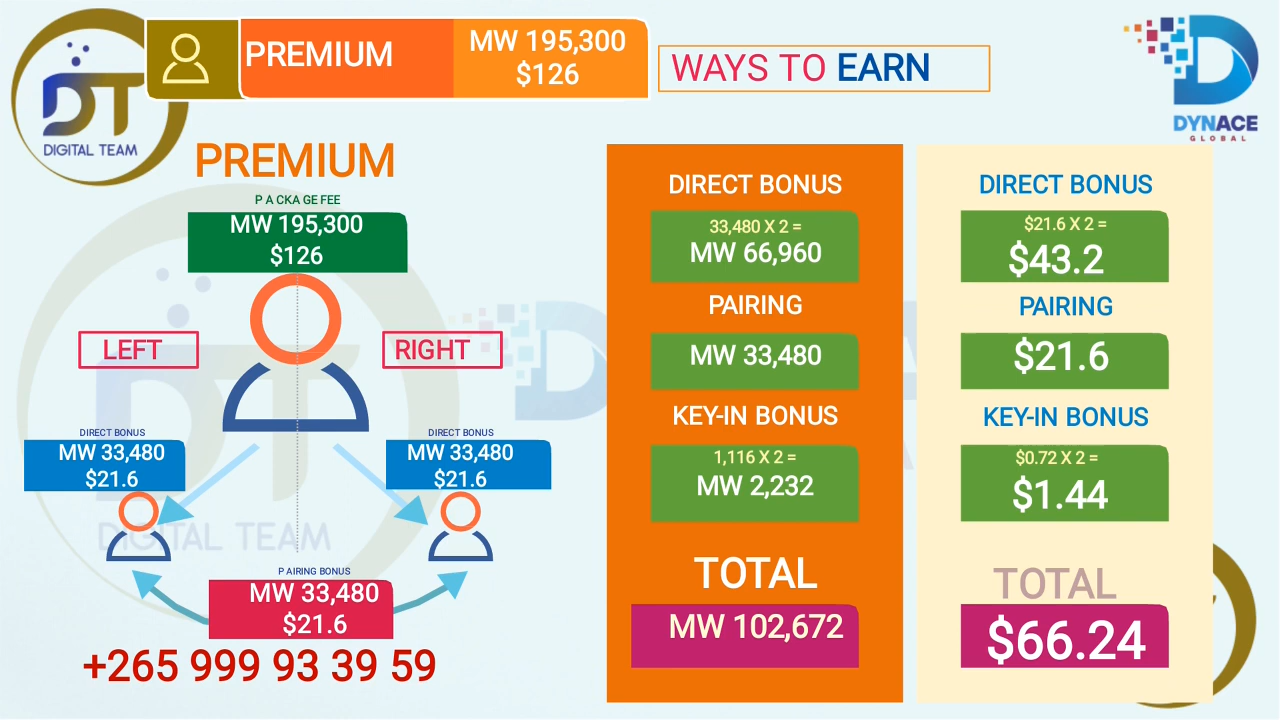 PREMIUM
MW 195,300
$126
WAYS TO EARN
DT
DIGITAL TEAM
DYNACE
GLOBAL
PREMIUM
P A CKA GE FEE
MW 195,300
$126
LEFT
RIGHT
DIRECT BONUS
MW 33,480
$21.6
DIRECT BONUS
MW 33,480
$21.6
DT
DIGITAL TEAM
P AIRING BONUS
MW 33,480
$21.6
+265 999 93 39 59
DIRECT BONUS
33,480 X 2 =
MW 66,960
PAIRING
MW 33,480
KEY-IN BONUS
1,116 X 2 =
MW 2,232
TOTAL
MW 102,672
DIRECT BONUS
$21.6 X 2 =
$43.2
PAIRING
$21.6
KEY-IN BONUS
$0.72 X 2 =
$1.44
TOTAL
$66.24